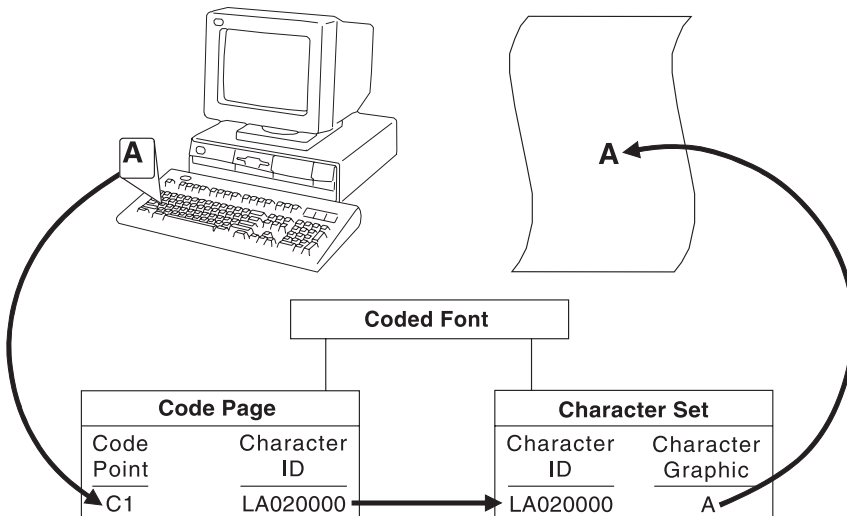 A
A
Coded Font
Code Page
Code Point
Character ID
C1
LA020000
Character Set
Character ID
Character Graphic
LA020000
A